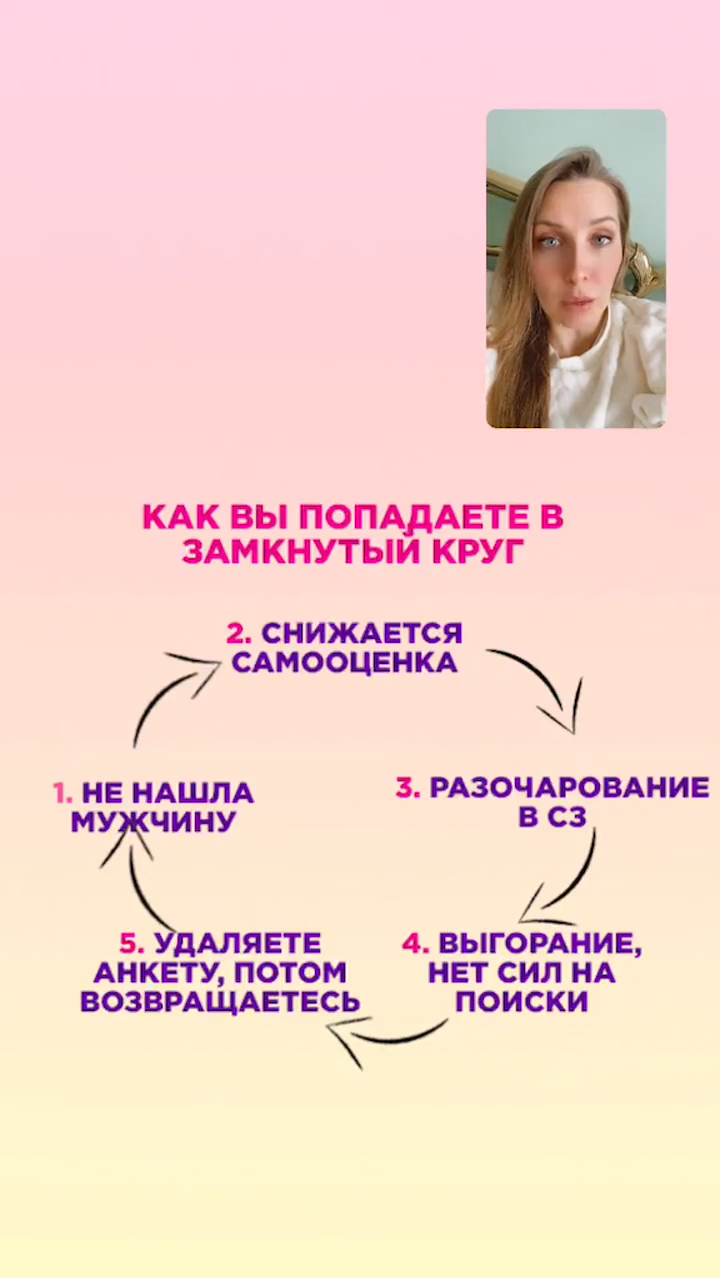 КАК ВЫ ПОПАДАЕТЕ В
ЗАМКНУТЫЙ КРУГ
2. СНИЖАЕТСЯ
САМООЦЕНКА
1. НЕ НАШЛА
МУЖЧИНУ
3. РАЗОЧАРОВАНИЕ
В СЗ
5. УДАЛЯЕТЕ
АНКЕТУ, ПОТОМ
ВОЗВРАЩАЕТЕСЬ
4. ВЫГОРАНИЕ,
НЕТ СИЛ НА
ПОИСКИ